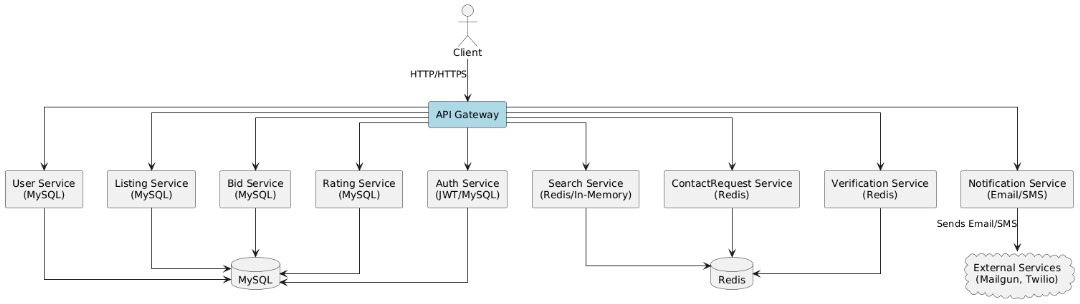 Client
HTTP/HTTPS
API Gateway
User Service
(MySQL)
Listing Service
(MySQL)
Bid Service
(MySQL)
Rating Service
(MySQL)
Auth Service
(JWT/MySQL)
Search Service
(Redis/In-Memory)
ContactRequest Service
(Redis)
Verification Service
(Redis)
Notification Service
(Email/SMS)
Sends Email/SMS
MySQL
Redis
External Services
(Mailgun, Twilio)